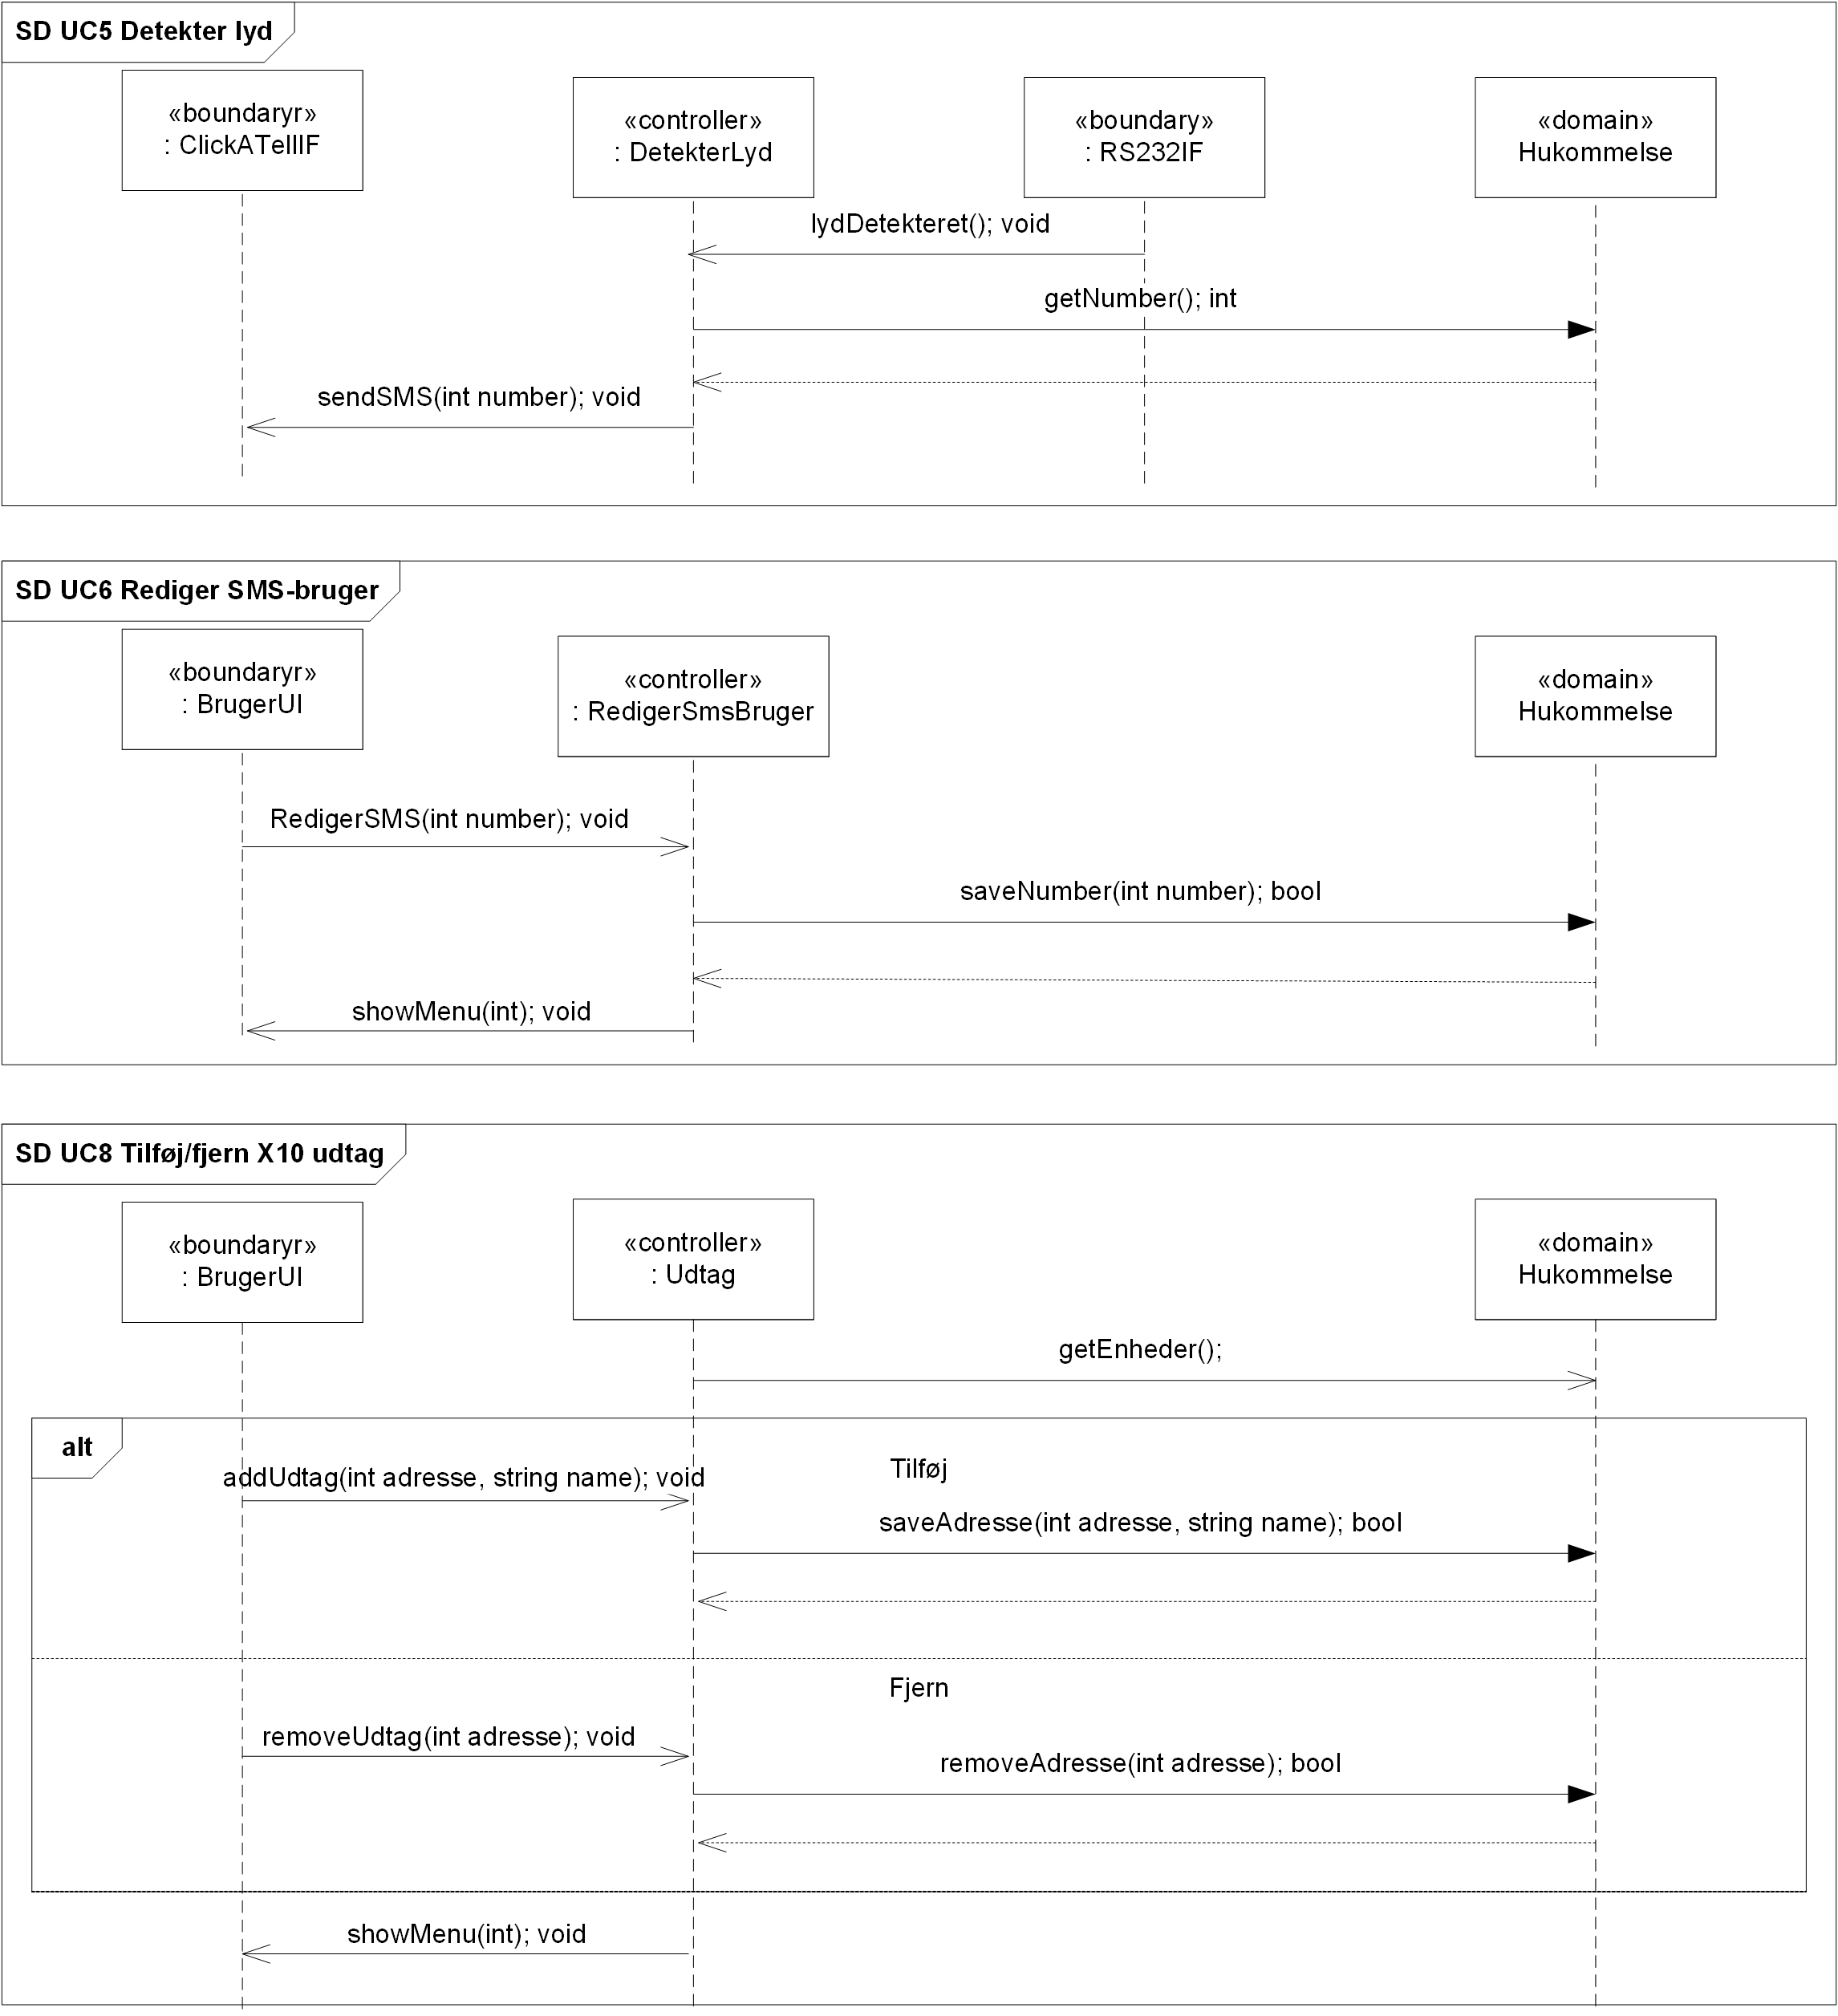 SD UC5 Detekter lyd
«boundaryr»
: ClickATellIF
«controller»
: DetekterLyd
«boundary»
: RS232IF
«domain»
Hukommelse
lydDetekteret(); void
getNumber(); int
sendSMS(int number); void
SD UC6 Rediger SMS-bruger
«boundaryr»
: BrugerUI
«controller»
: RedigerSmsBruger
«domain»
Hukommelse
RedigerSMS(int number); void
saveNumber(int number); bool
showMenu(int); void
SD UC8 Tilføj/fjern X10 udtag
«boundaryr»
: BrugerUI
«controller»
: Udtag
«domain»
Hukommelse
getEnheder();
alt
Tilføj
addUdtag(int adresse, string name); void
saveAdresse(int adresse, string name); bool
Fjern
removeUdtag(int adresse); void
removeAdresse(int adresse); bool
showMenu(int); void